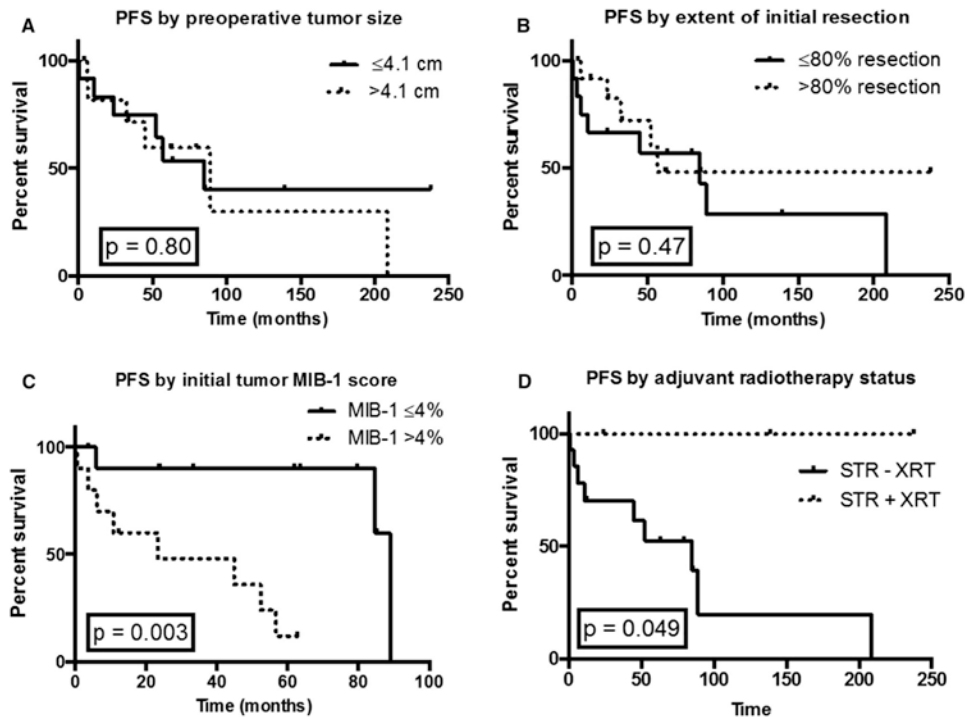 A
PFS by preoperative tumor size
≤4.1 cm
>4.1 cm
Percent survival
100
50
0
p = 0.80
0 50 100 150 200 250
Time (months)
B
PFS by extent of initial resection
≤80% resection
>80% resection
Percent survival
100
50
0
p = 0.47
0 50 100 150 200 250
Time (months)
C
PFS by initial tumor MIB-1 score
MIB-1 ≤4%
MIB-1 >4%
Percent survival
100
50
0
p = 0.003
0 20 40 60 80 100
Time (months)
D
PFS by adjuvant radiotherapy status
STR - XRT
STR + XRT
Percent survival
100
50
0
p = 0.049
0 50 100 150 200 250
Time